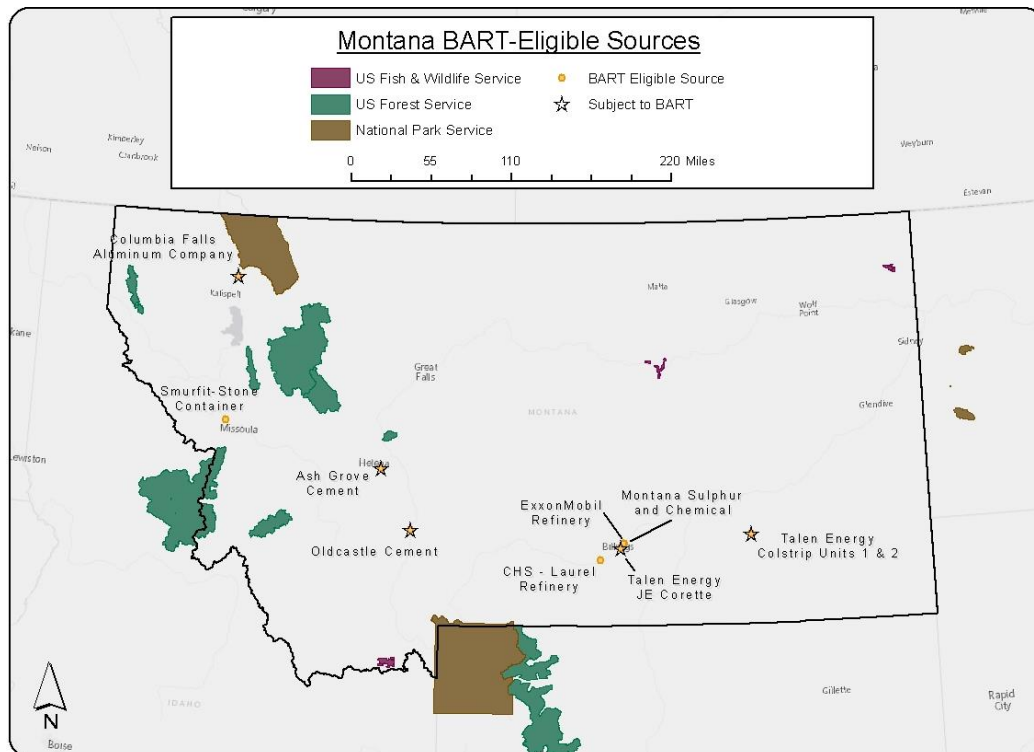 Calgary
Montana BART-Eligible Sources
US Fish & Wildlife Service
BART Eligible Source
US Forest Service
Subject to BART
National Park Service
0 55 110 220 Miles
Kimberley
Nelson
Cranbrook
Weyburn
Estevan
Columbia Falls
Aluminum Company
Kalispell
Malta
Glasgow
Wolf
Point
Sidney
Great
Falls
Smurfit-Stone
Container
Missoula
MONTANA
Glendive
Lewiston
Helena
Ash Grove
Cement
ExxonMobil
Refinery
Montana Sulphur
and Chemical
Oldcastle Cement
Billings
Talen Energy
Colstrip Units 1 & 2
CHS - Laurel
Refinery
Talen Energy
JE Corette
N
IDAHO
Gillette
Rapid
City
Boise